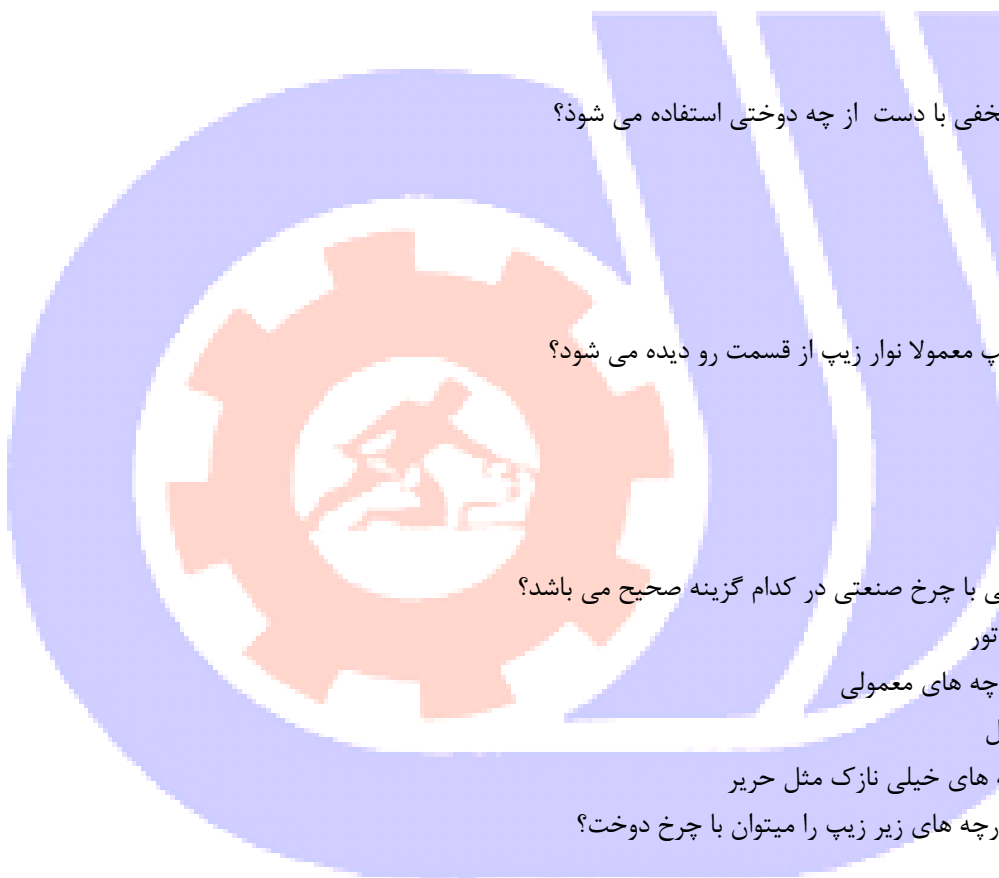 خفی با دست از چه دوختی استفاده می شوذ؟
پ معمولا نوار زیپ از قسمت رو دیده می شود؟
ی با چرخ صنعتی در کدام گزینه صحیح می باشد؟
تور
چه های معمولی
ل
ه های خیلی نازک مثل حریر
رچه های زیر زیپ را میتوان با چرخ دوخت؟